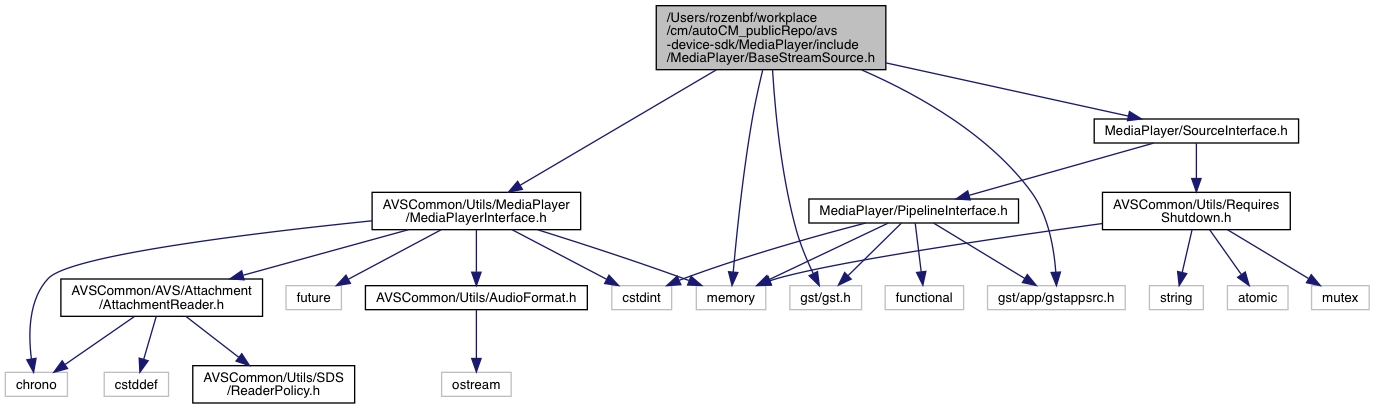 /Users/rozenbf/workplace
/cm/autoCM_publicRepo/avs
-device-sdk/MediaPlayer/include
/MediaPlayer/BaseStreamSource.h
MediaPlayer/SourceInterface.h
AVSCommon/Utils/MediaPlayer
/MediaPlayerInterface.h
MediaPlayer/PipelineInterface.h
AVSCommon/Utils/Requires
Shutdown.h
AVSCommon/AVS/Attachment
/AttachmentReader.h
future
AVSCommon/Utils/AudioFormat.h
cstdint
memory
gst/gst.h
functional
gst/app/gstappsrc.h
string
atomic
mutex
chrono
cstddef
AVSCommon/Utils/SDS
/ReaderPolicy.h
ostream